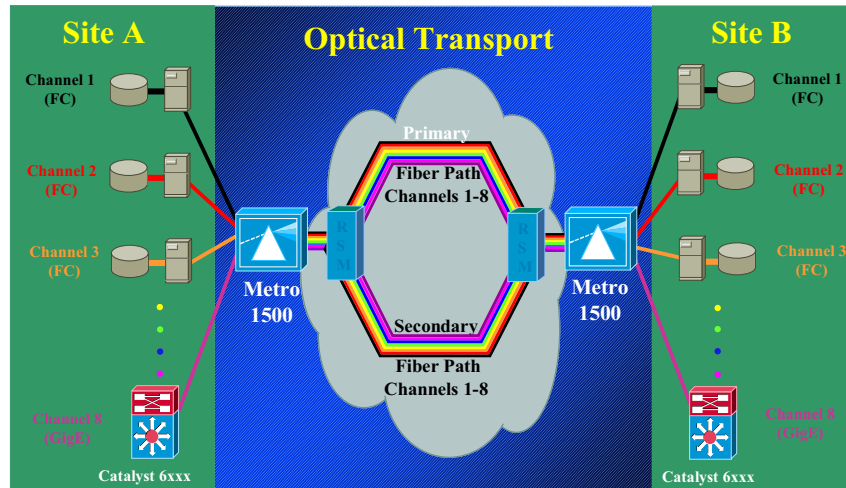 Site A
Optical Transport
Site B
Channel 1
(FC)
Channel 1
(FC)
Primary
Fiber Path
Channels 1-8
Channel 2
(FC)
Channel 2
(FC)
RSM
RSM
Channel 3
(FC)
Channel 3
(FC)
Metro
1500
Metro
1500
Secondary
Fiber Path
Channels 1-8
Channel 8
(GigE)
Channel 8
(GigE)
Catalyst 6xxx
Catalyst 6xxx